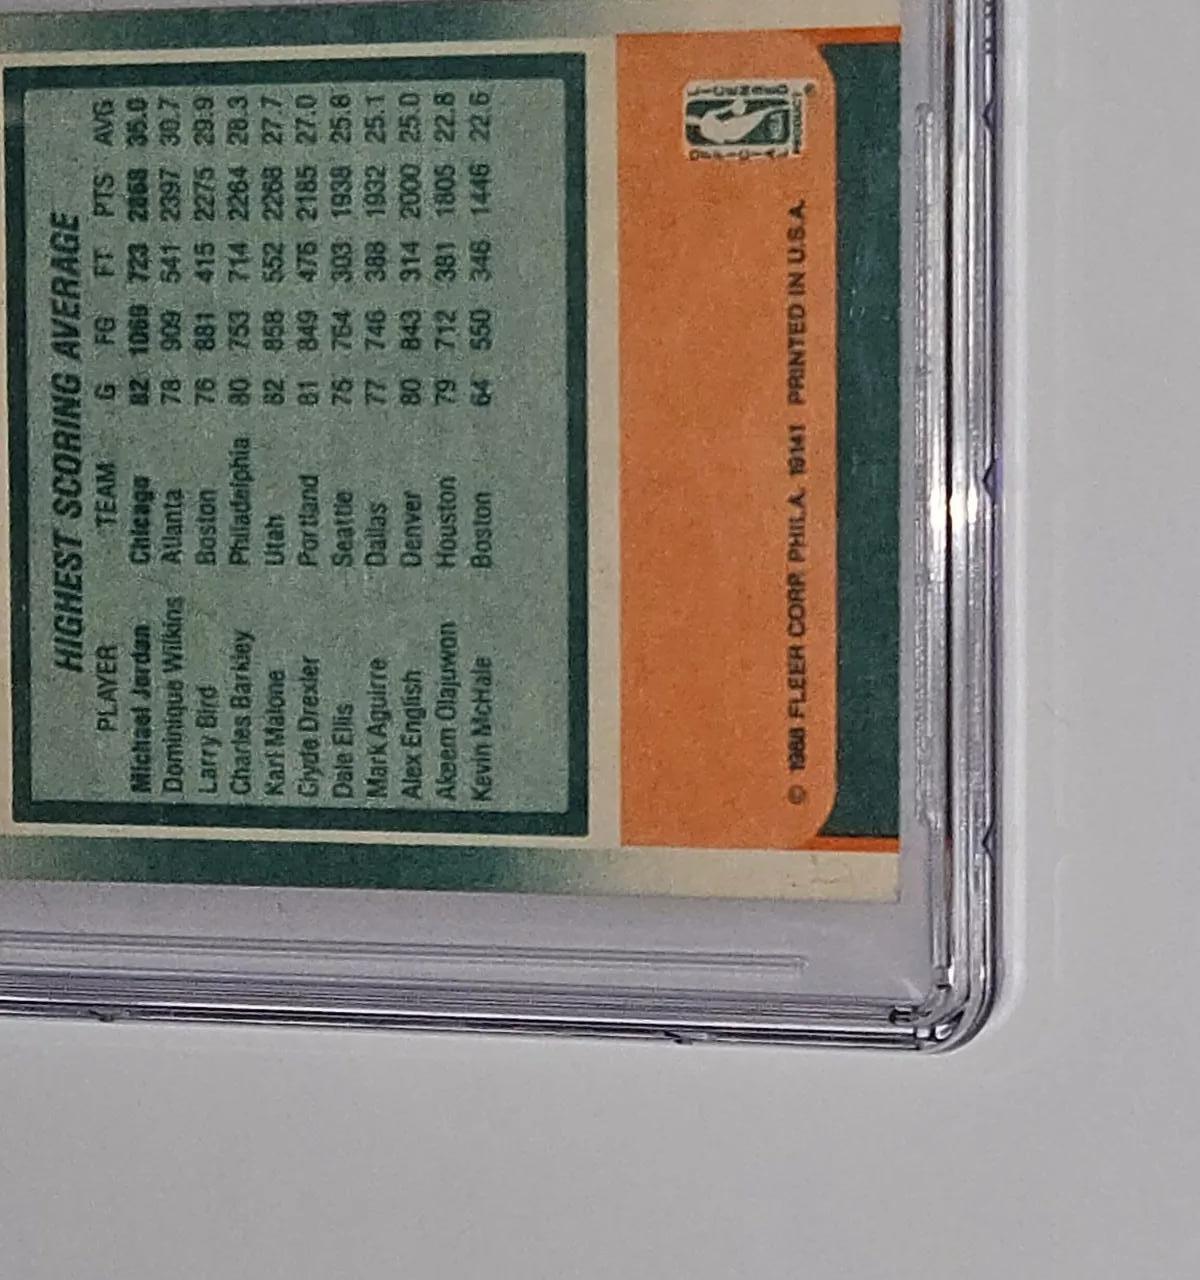 HIGHEST SCORING AVERAGE
PLAYER TEAM G FG FT PTS AVG
Michael Jordan Chicago 82 1069 723 2868 35.0
Dominique Wilkins Atlanta 78 909 541 2397 30.7
Larry Bird Boston 76 881 415 2275 29.9
Charles Barkley Philadelphia 80 753 714 2264 28.3
Karl Malone Utah 82 858 552 2268 27.7
Clyde Drexler Portland 81 849 476 2185 27.0
Dale Ellis Seattle 75 764 303 1938 25.8
Mark Aguirre Dallas 77 746 388 1932 25.1
Alex English Denver 80 843 314 2000 25.0
Akeem Olajuwon Houston 79 712 381 1805 22.8
Kevin McHale Boston 64 550 346 1446 22.6
OFFICIAL LICENSED
PRODUCT ®
© 1988 FLEER CORP. PHILA. 19141 PRINTED IN U.S.A.